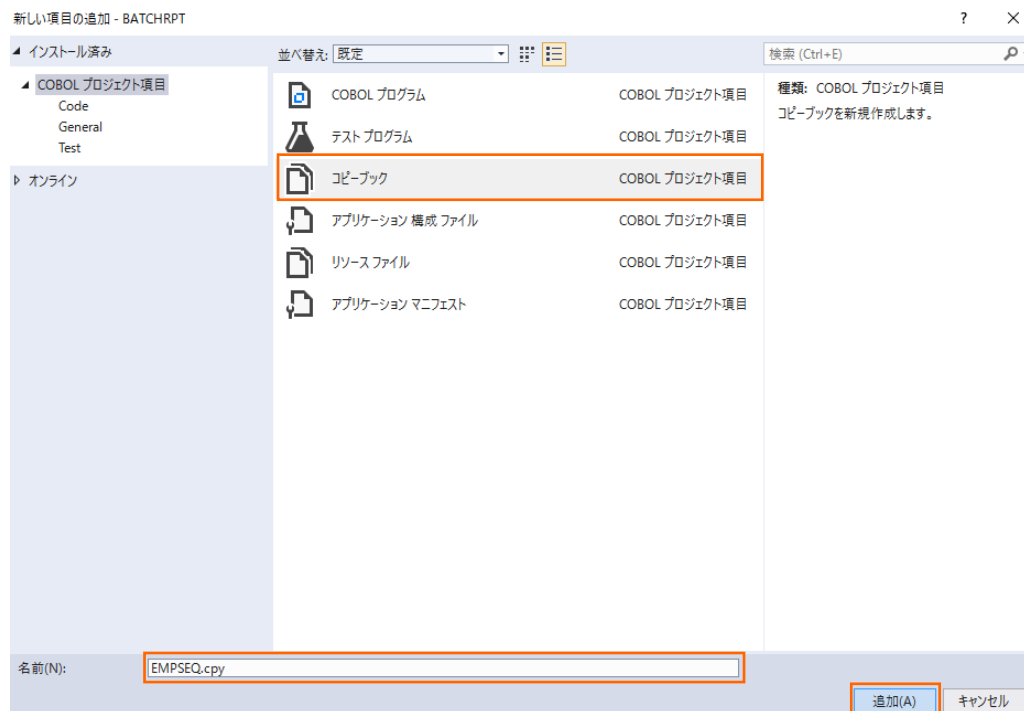 新しい項目の追加 - BATCHRPT
? ×
インストール済み
並べ替え: 既定
検索 (Ctrl+E)
COBOL プロジェクト項目
Code
General
Test
オンライン
COBOL プログラム COBOL プロジェクト項目
テスト プログラム COBOL プロジェクト項目
コピーブック COBOL プロジェクト項目
アプリケーション 構成 ファイル COBOL プロジェクト項目
リソース ファイル COBOL プロジェクト項目
アプリケーション マニフェスト COBOL プロジェクト項目
種類: COBOL プロジェクト項目
コピーブックを新規作成します。
名前(N): EMPSEQ.cpy
追加(A) キャンセル